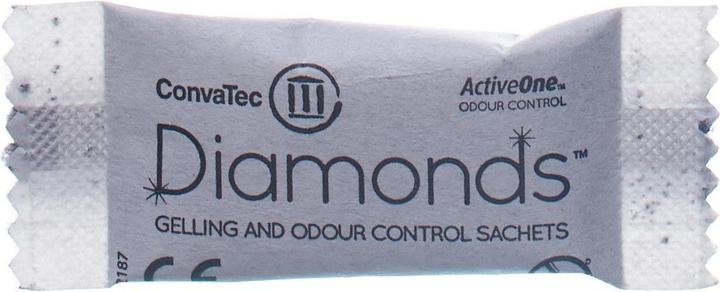 ConvaTec
ActiveOne™
ODOUR CONTROL
Diamonds™
GELLING AND ODOUR CONTROL SACHETS
CE